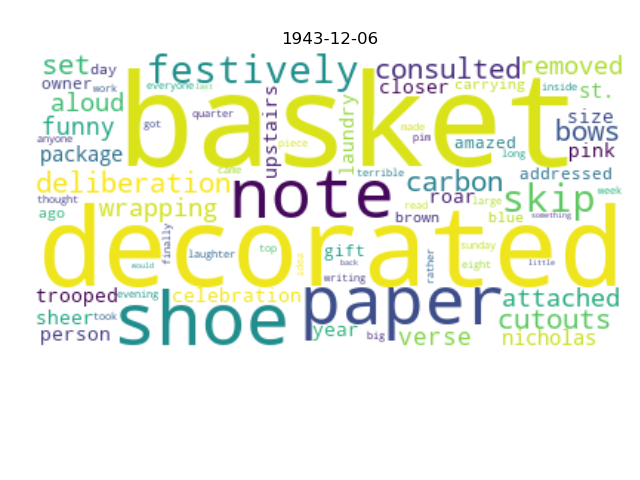 1943-12-06
set day festively consulted removed
owner work everyone last closer carrying inside st.
aloud basket size
funny got quarter upstairs laundry made pim amazed bows
anyone piece long pink
package came terrible addressed
deliberation note carbon skip week
thought wrapping roar large
ago read brown blue something
decorated
finally laughter top gift rather sunday
would idea back writing eight little
trooped evening celebration paper attached
sheer took shoe year cutouts
person big verse nicholas